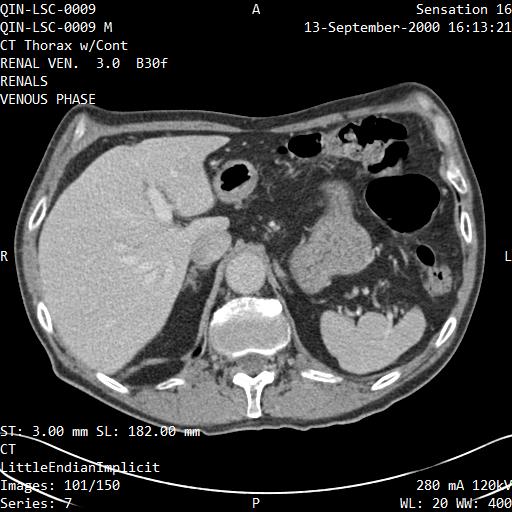 QIN-LSC-0009
QIN-LSC-0009 M
CT Thorax w/Cont
RENAL VEN. 3.0 B30f
RENALS
VENOUS PHASE
A
Sensation 16
13-September-2000 16:13:21
R
L
ST: 3.00 mm SL: 182.00 mm
CT
LittleEndianImplicit
Images: 101/150
Series: 7
P
280 mA 120kV
WL: 20 WW: 400